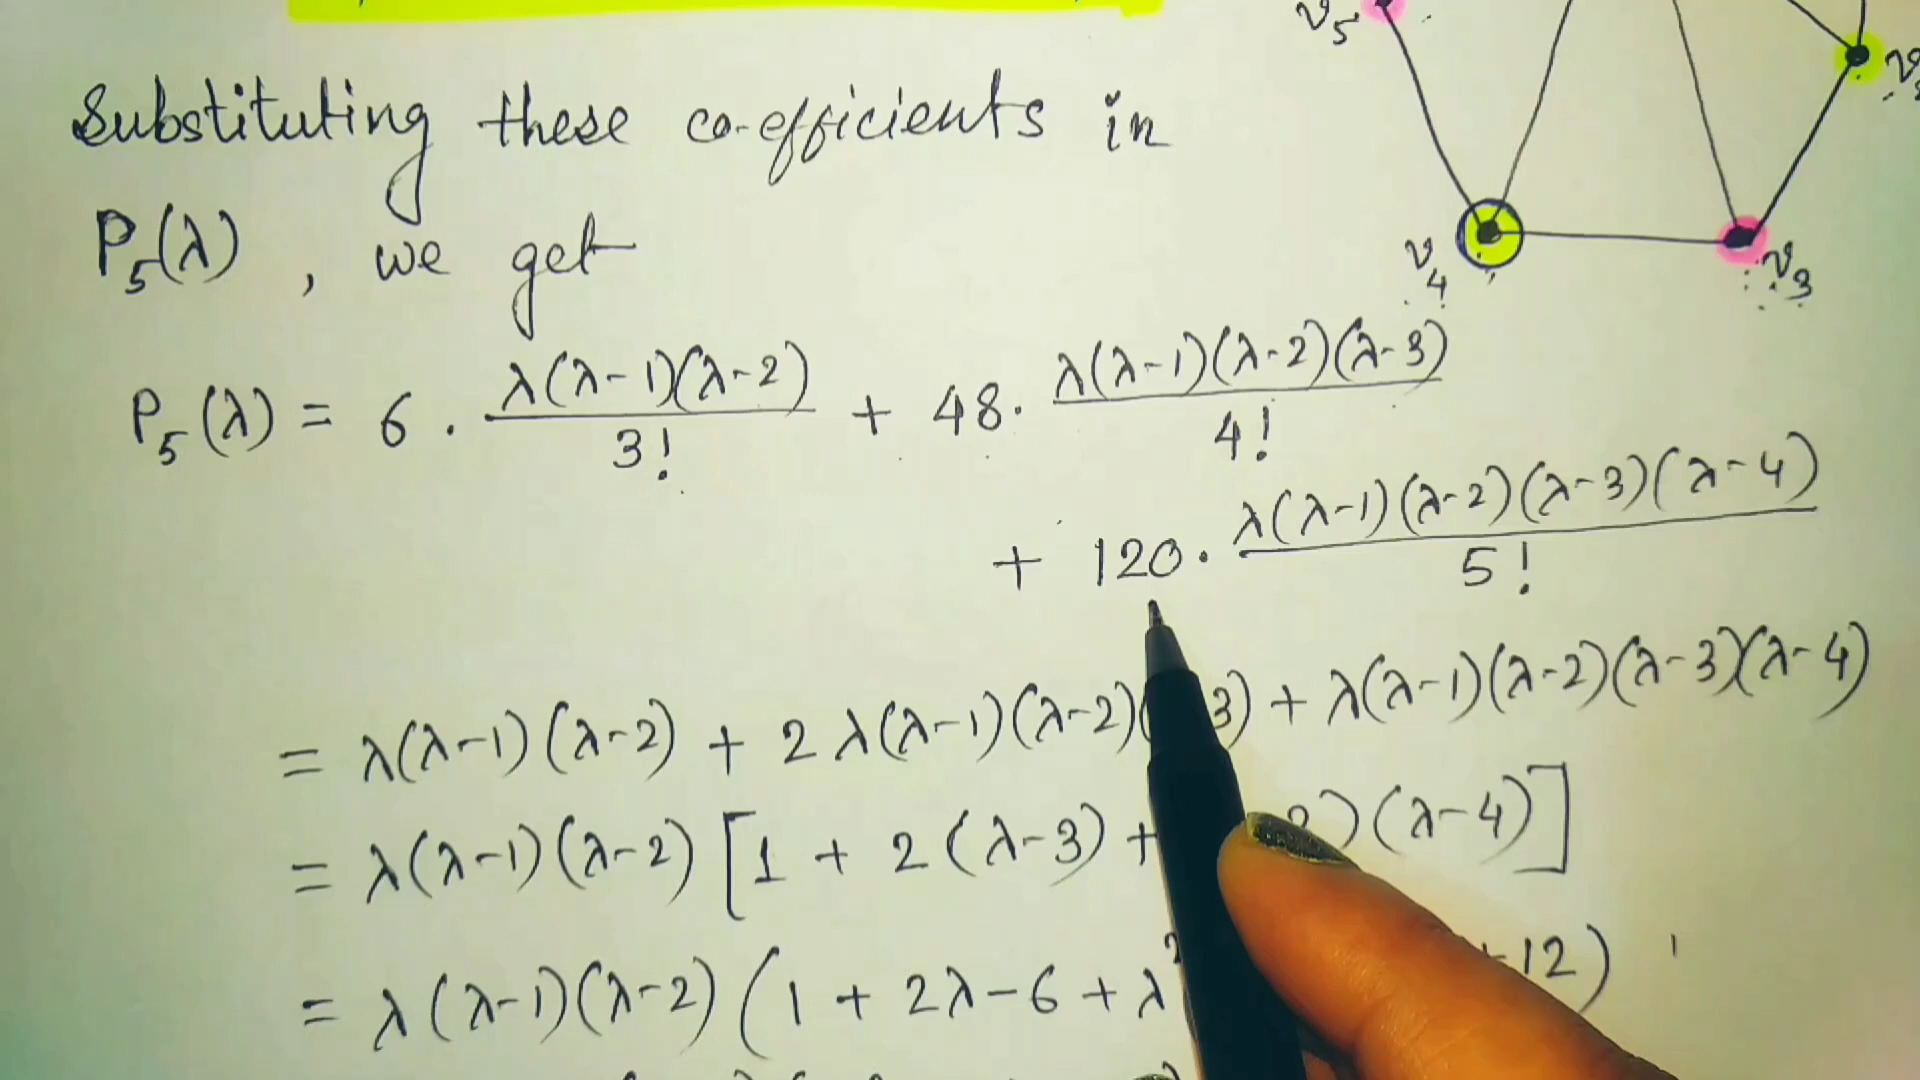 Substituting these co-efficients in
P₅(λ) , we get
P₅(λ) = 6 . λ(λ-1)(λ-2) / 3! + 48 . λ(λ-1)(λ-2)(λ-3) / 4!
+ 120 . λ(λ-1)(λ-2)(λ-3)(λ-4) / 5!
= λ(λ-1)(λ-2) + 2λ(λ-1)(λ-2)( 3) + λ(λ-1)(λ-2)(λ-3)(λ-4)
= λ(λ-1)(λ-2) [1 + 2(λ-3) + )(λ-4)]
= λ(λ-1)(λ-2) (1 + 2λ-6 + λ² +12)
v₅
v₄
v₃